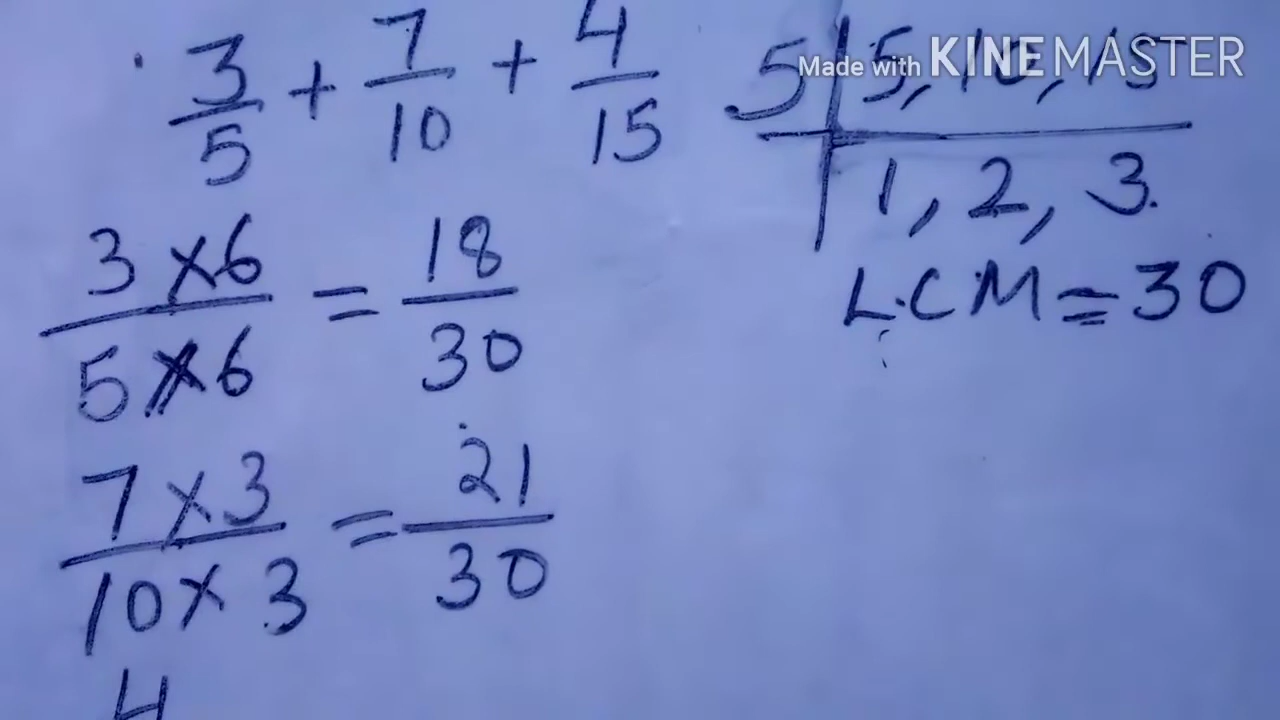 3/5 + 7/10 + 4/15
5 | 5, 10, 15
1, 2, 3.
L.C.M = 30
3 × 6 / 5 × 6 = 18/30
7 × 3 / 10 × 3 = 21/30
4
Made with KINEMASTER